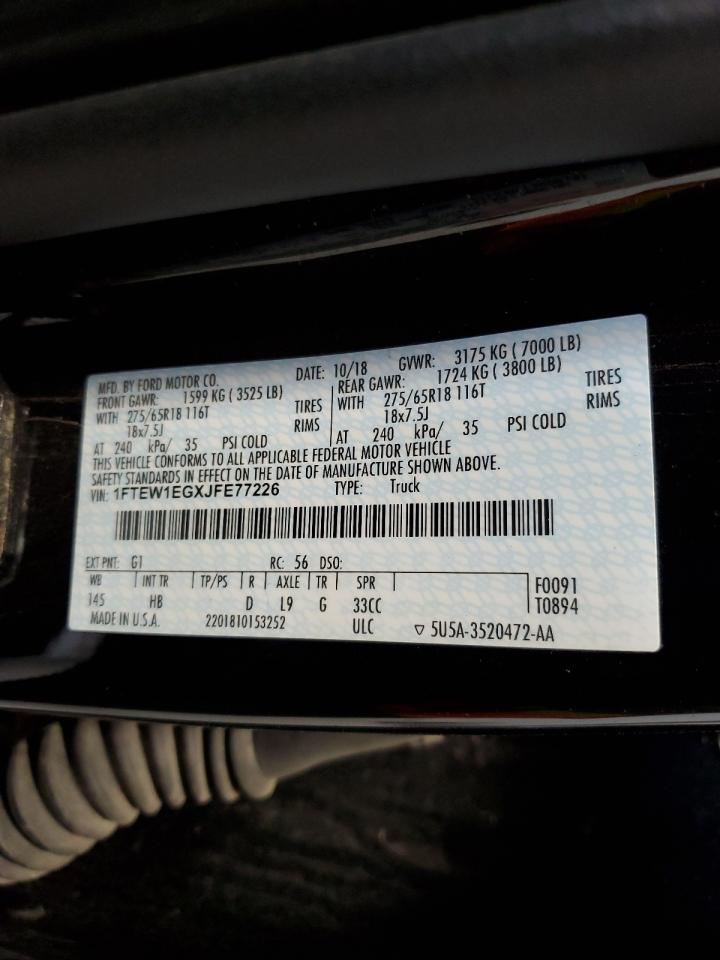 MFD. BY FORD MOTOR CO. DATE: 10/18 GVWR: 3175 KG ( 7000 LB)
FRONT GAWR: 1599 KG ( 3525 LB) REAR GAWR: 1724 KG ( 3800 LB)
WITH 275/65R18 116T TIRES WITH 275/65R18 116T TIRES
18x7.5J RIMS 18x7.5J RIMS
AT 240 kPa/ 35 PSI COLD AT 240 kPa/ 35 PSI COLD
THIS VEHICLE CONFORMS TO ALL APPLICABLE FEDERAL MOTOR VEHICLE
SAFETY STANDARDS IN EFFECT ON THE DATE OF MANUFACTURE SHOWN ABOVE.
VIN: 1FTEW1EGXJFE77226 TYPE: Truck
EXT PNT: G1 RC: 56 DSO:
WB INT TR TP/PS R AXLE TR SPR F0091
145 HB D L9 G 33CC T0894
MADE IN U.S.A. 2201810153252 ULC ▽ 5U5A-3520472-AA